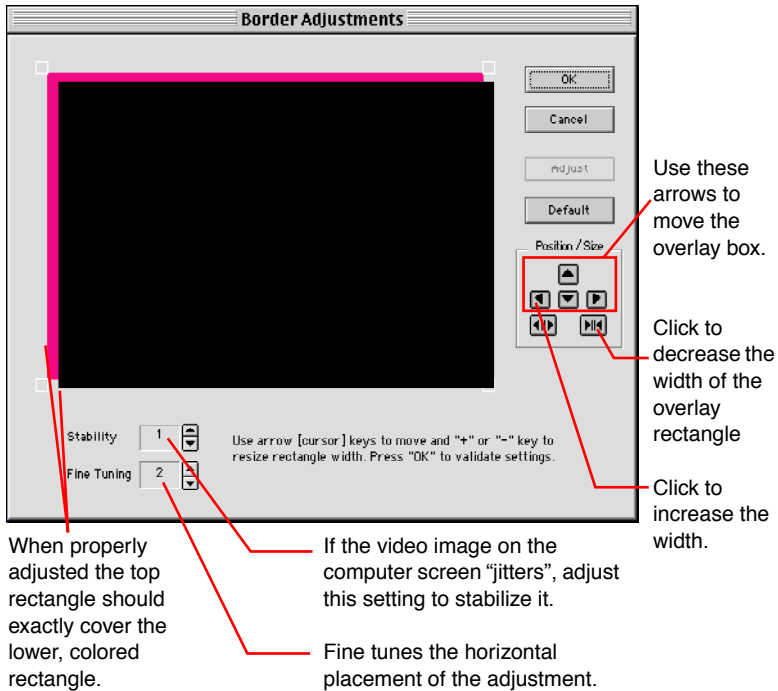 Border Adjustments
OK
Cancel
Adjust
Default
Position / Size
Use these
arrows to
move the
overlay box.
Click to
decrease the
width of the
overlay
rectangle
Click to
increase the
width.
Stability 1
Fine Tuning 2
Use arrow [cursor] keys to move and "+" or "-" key to
resize rectangle width. Press "OK" to validate settings.
When properly
adjusted the top
rectangle should
exactly cover the
lower, colored
rectangle.
If the video image on the
computer screen “jitters”, adjust
this setting to stabilize it.
Fine tunes the horizontal
placement of the adjustment.